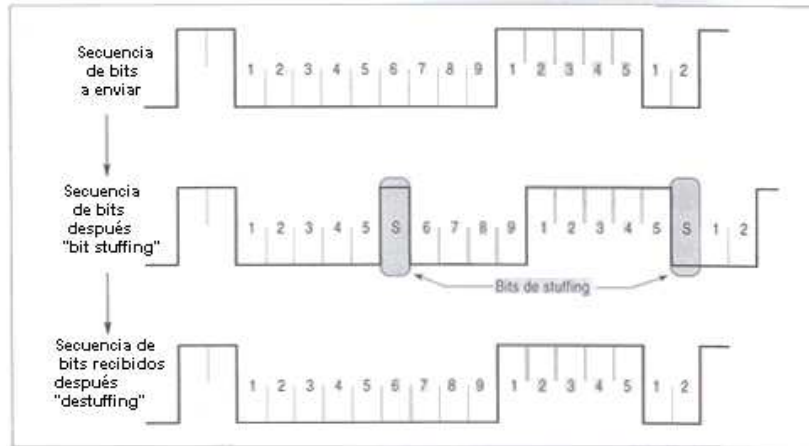 Secuencia
de bits
a enviar
1 2 3 4 5 6 7 8 9 1 2 3 4 5 1 2
Secuencia
de bits
después
"bit stuffing"
1 2 3 4 5 S 6 7 8 9 1 2 3 4 5 S 1 2
Bits de stuffing
Secuencia de
bits recibidos
después
"destuffing"
1 2 3 4 5 6 7 8 9 1 2 3 4 5 1 2